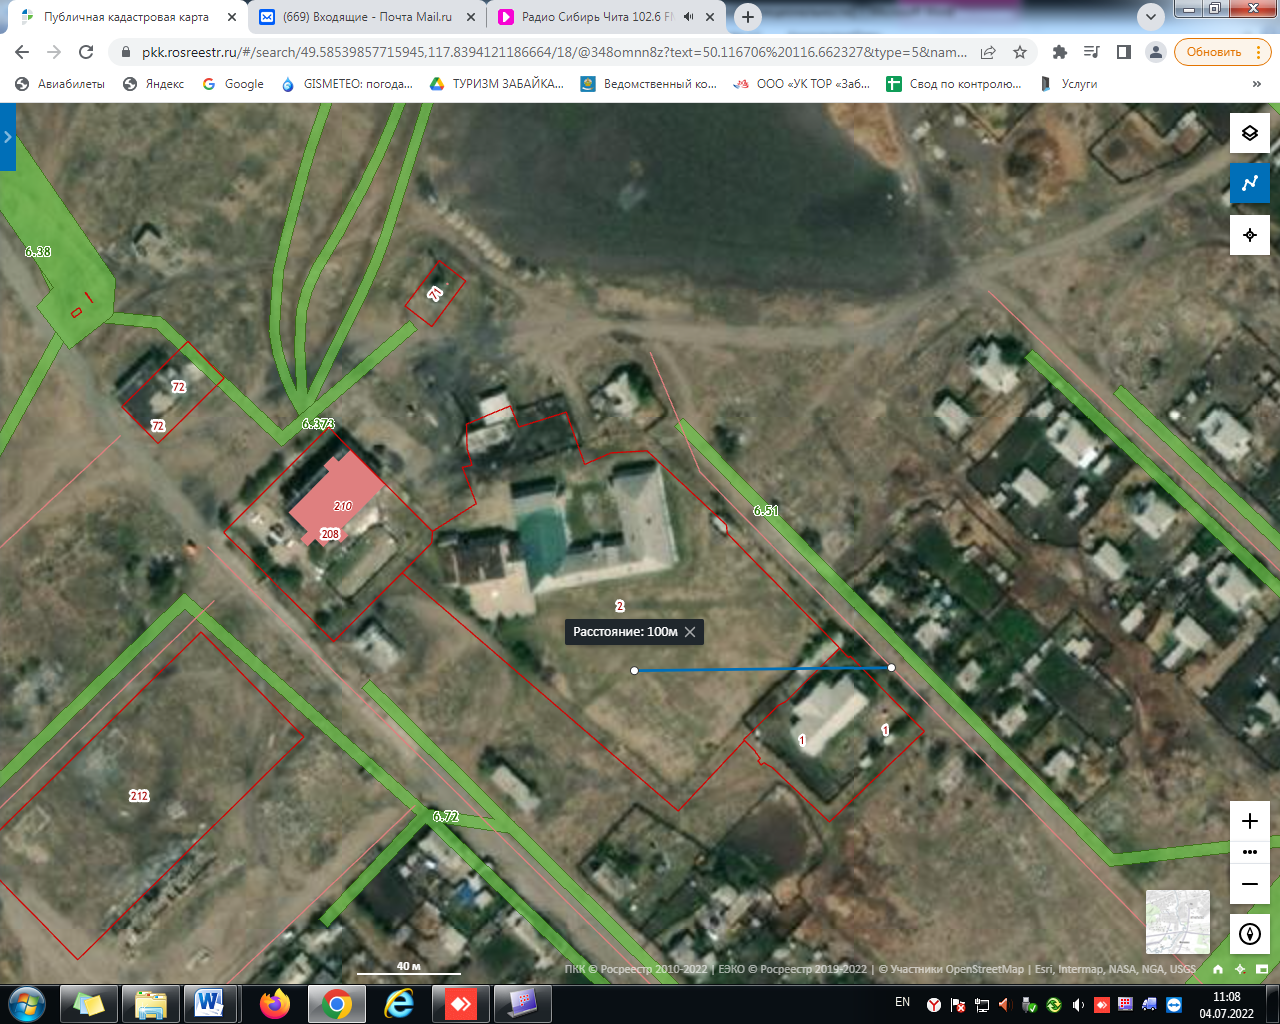 Публичная кадастровая карта
(669) Входящие - Почта Mail.ru
Радио Сибирь Чита 102.6 F
pkk.rosreestr.ru/#/search/49.58539857715945,117.8394121186664/18/@348omnn8z?text=50.116706%20116.662327&type=5&nam...
Обновить
Авиабилеты
Яндекс
Google
GISMETEO: погода...
ТУРИЗМ ЗАБАЙКА...
Ведомственный ко...
ООО «УК ТОР «Заб...
Свод по контролю...
Услуги
»
6.38
71
72
72
6.373
210
208
6.51
2
Расстояние: 100м
1
1
212
6.72
40 м
ПКК © Росреестр 2010-2022 | ЕЭКО © Росреестр 2019-2022 | © Участники OpenStreetMap | Esri, Intermap, NASA, NGA, USGS
EN
11:08
04.07.2022